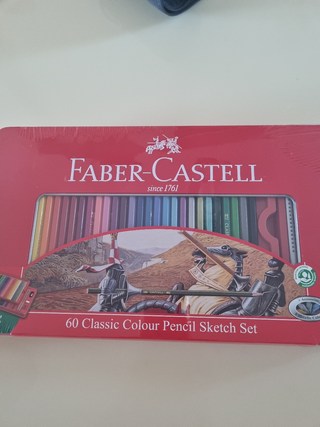 FABER-CASTELL
since 1761
60 Classic Colour Pencil Sketch Set